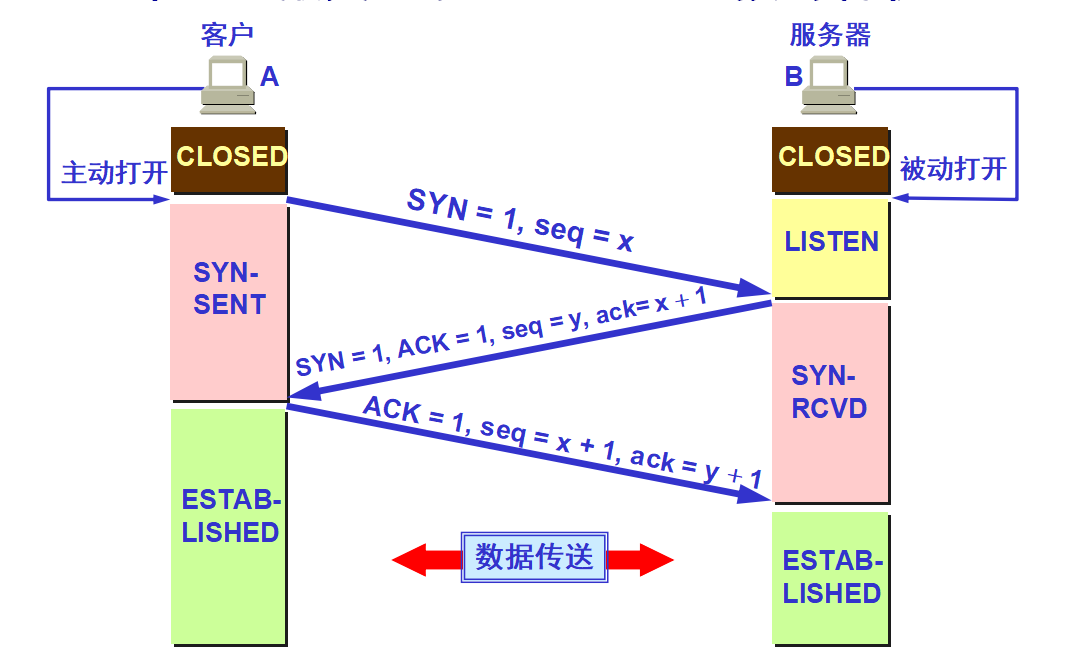 客户
服务器
A
B
CLOSED
CLOSED
主动打开
被动打开
SYN = 1, seq = x
LISTEN
SYN-
SENT
SYN = 1, ACK = 1, seq = y, ack= x + 1
SYN-
RCVD
ACK = 1, seq = x + 1, ack = y + 1
ESTAB-
LISHED
数据传送
ESTAB-
LISHED